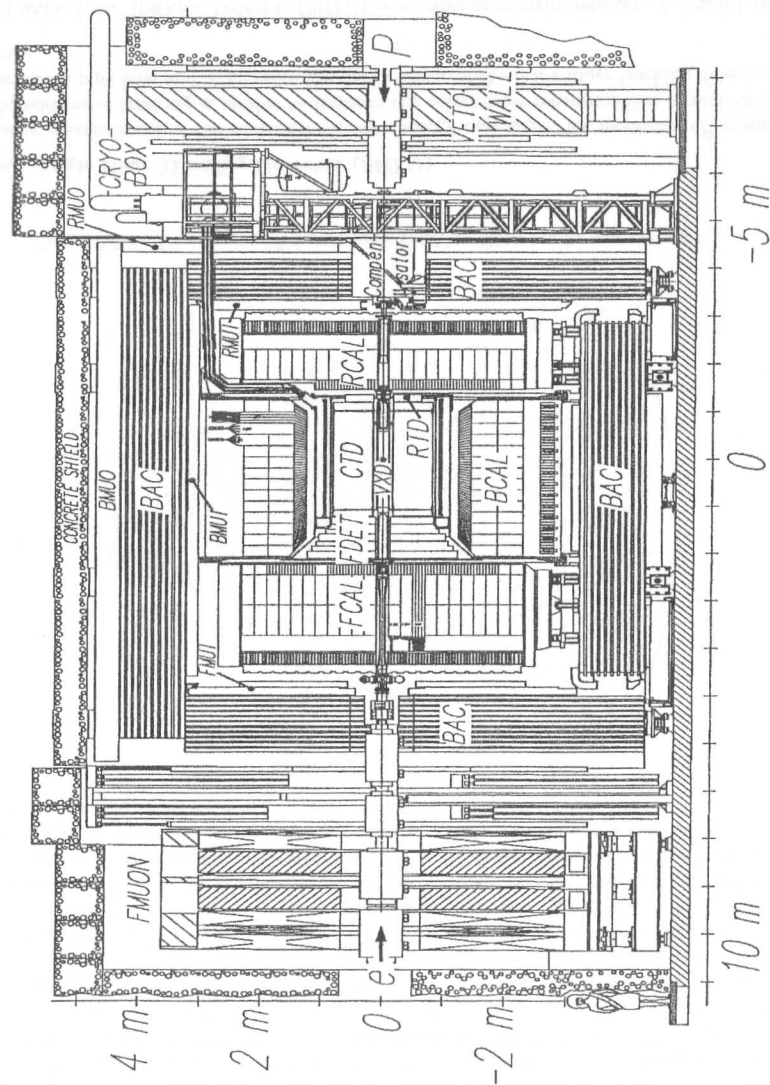 CRYO
BOX
P
VETO
WALL
RMUO
CONCRETE SHIELD
BMUO
BAC
RMUI
Compen
sator
BAC
RCAL
BMUI
CTD
VXD
RTD
BCAL
BAC
FMUI
FCAL
FDET
BAC
FMUON
e
4 m
2 m
0
-2 m
10 m
0
-5 m